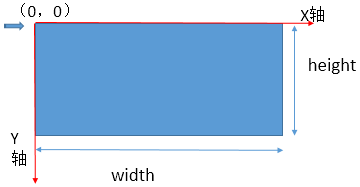 （0，0）
X轴
height
Y
轴
width